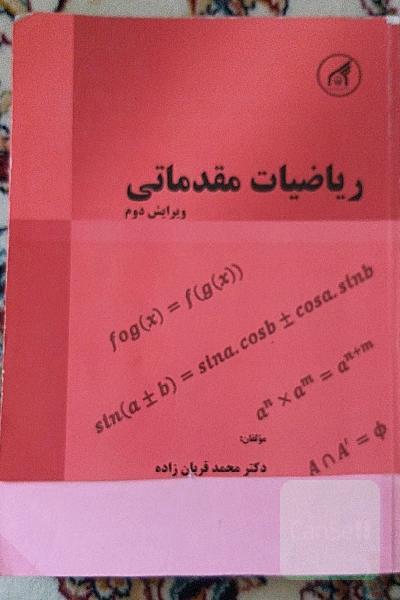 ریاضیات مقدماتی
ویرایش دوم
fog(x) = f(g(x))
sin(a ± b) = sina.cosb ± cosa.sinb
aⁿ × aᵐ = aⁿ⁺ᵐ
A ∩ A′ = ϕ
مؤلفان:
دکتر محمد قربان زاده